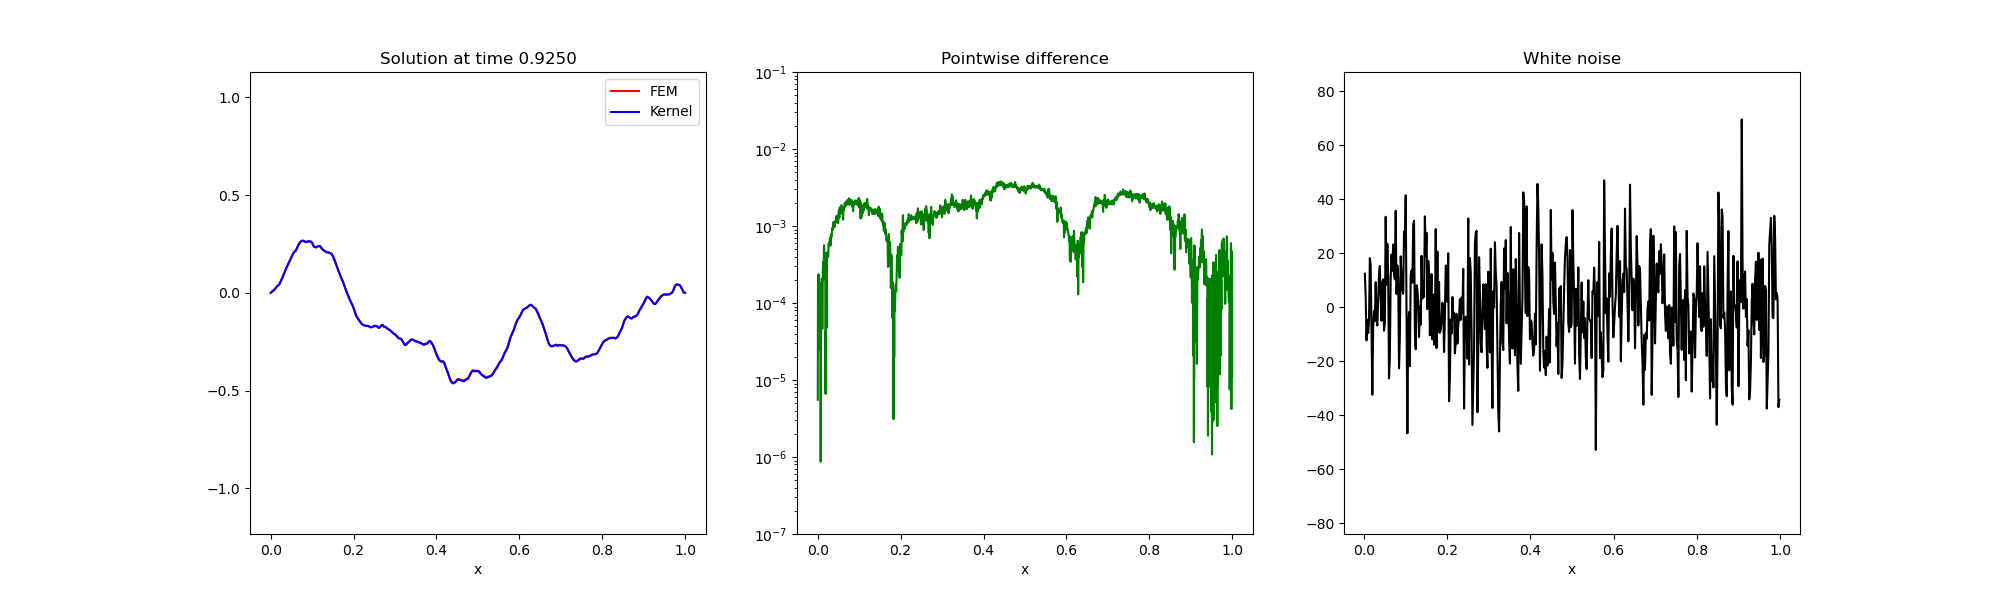 Solution at time 0.9250
1.0
0.5
0.0
−0.5
−1.0
FEM
Kernel
0.0 0.2 0.4 0.6 0.8 1.0
x
Pointwise difference
10⁻¹
10⁻²
10⁻³
10⁻⁴
10⁻⁵
10⁻⁶
10⁻⁷
0.0 0.2 0.4 0.6 0.8 1.0
x
White noise
80
60
40
20
0
−20
−40
−60
−80
0.0 0.2 0.4 0.6 0.8 1.0
x